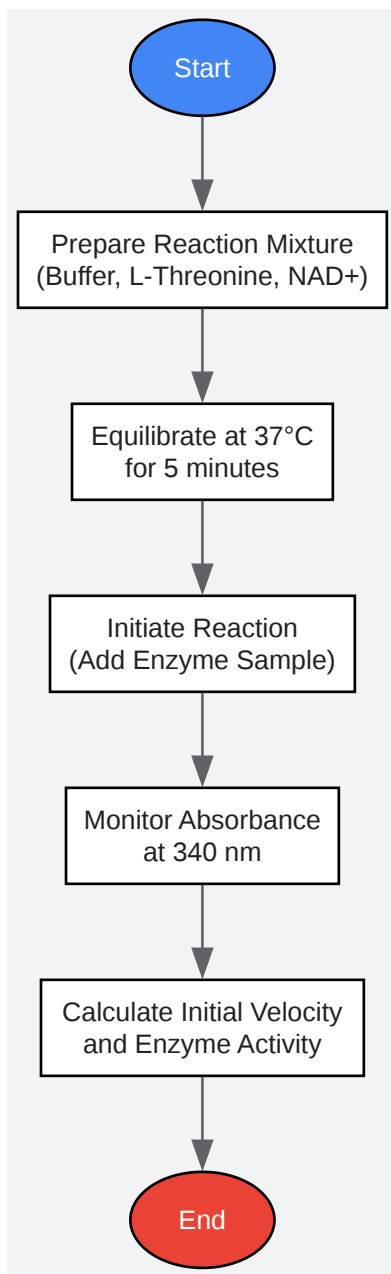 Start
Prepare Reaction Mixture
(Buffer, L-Threonine, NAD+)
Equilibrate at 37°C
for 5 minutes
Initiate Reaction
(Add Enzyme Sample)
Monitor Absorbance
at 340 nm
Calculate Initial Velocity
and Enzyme Activity
End